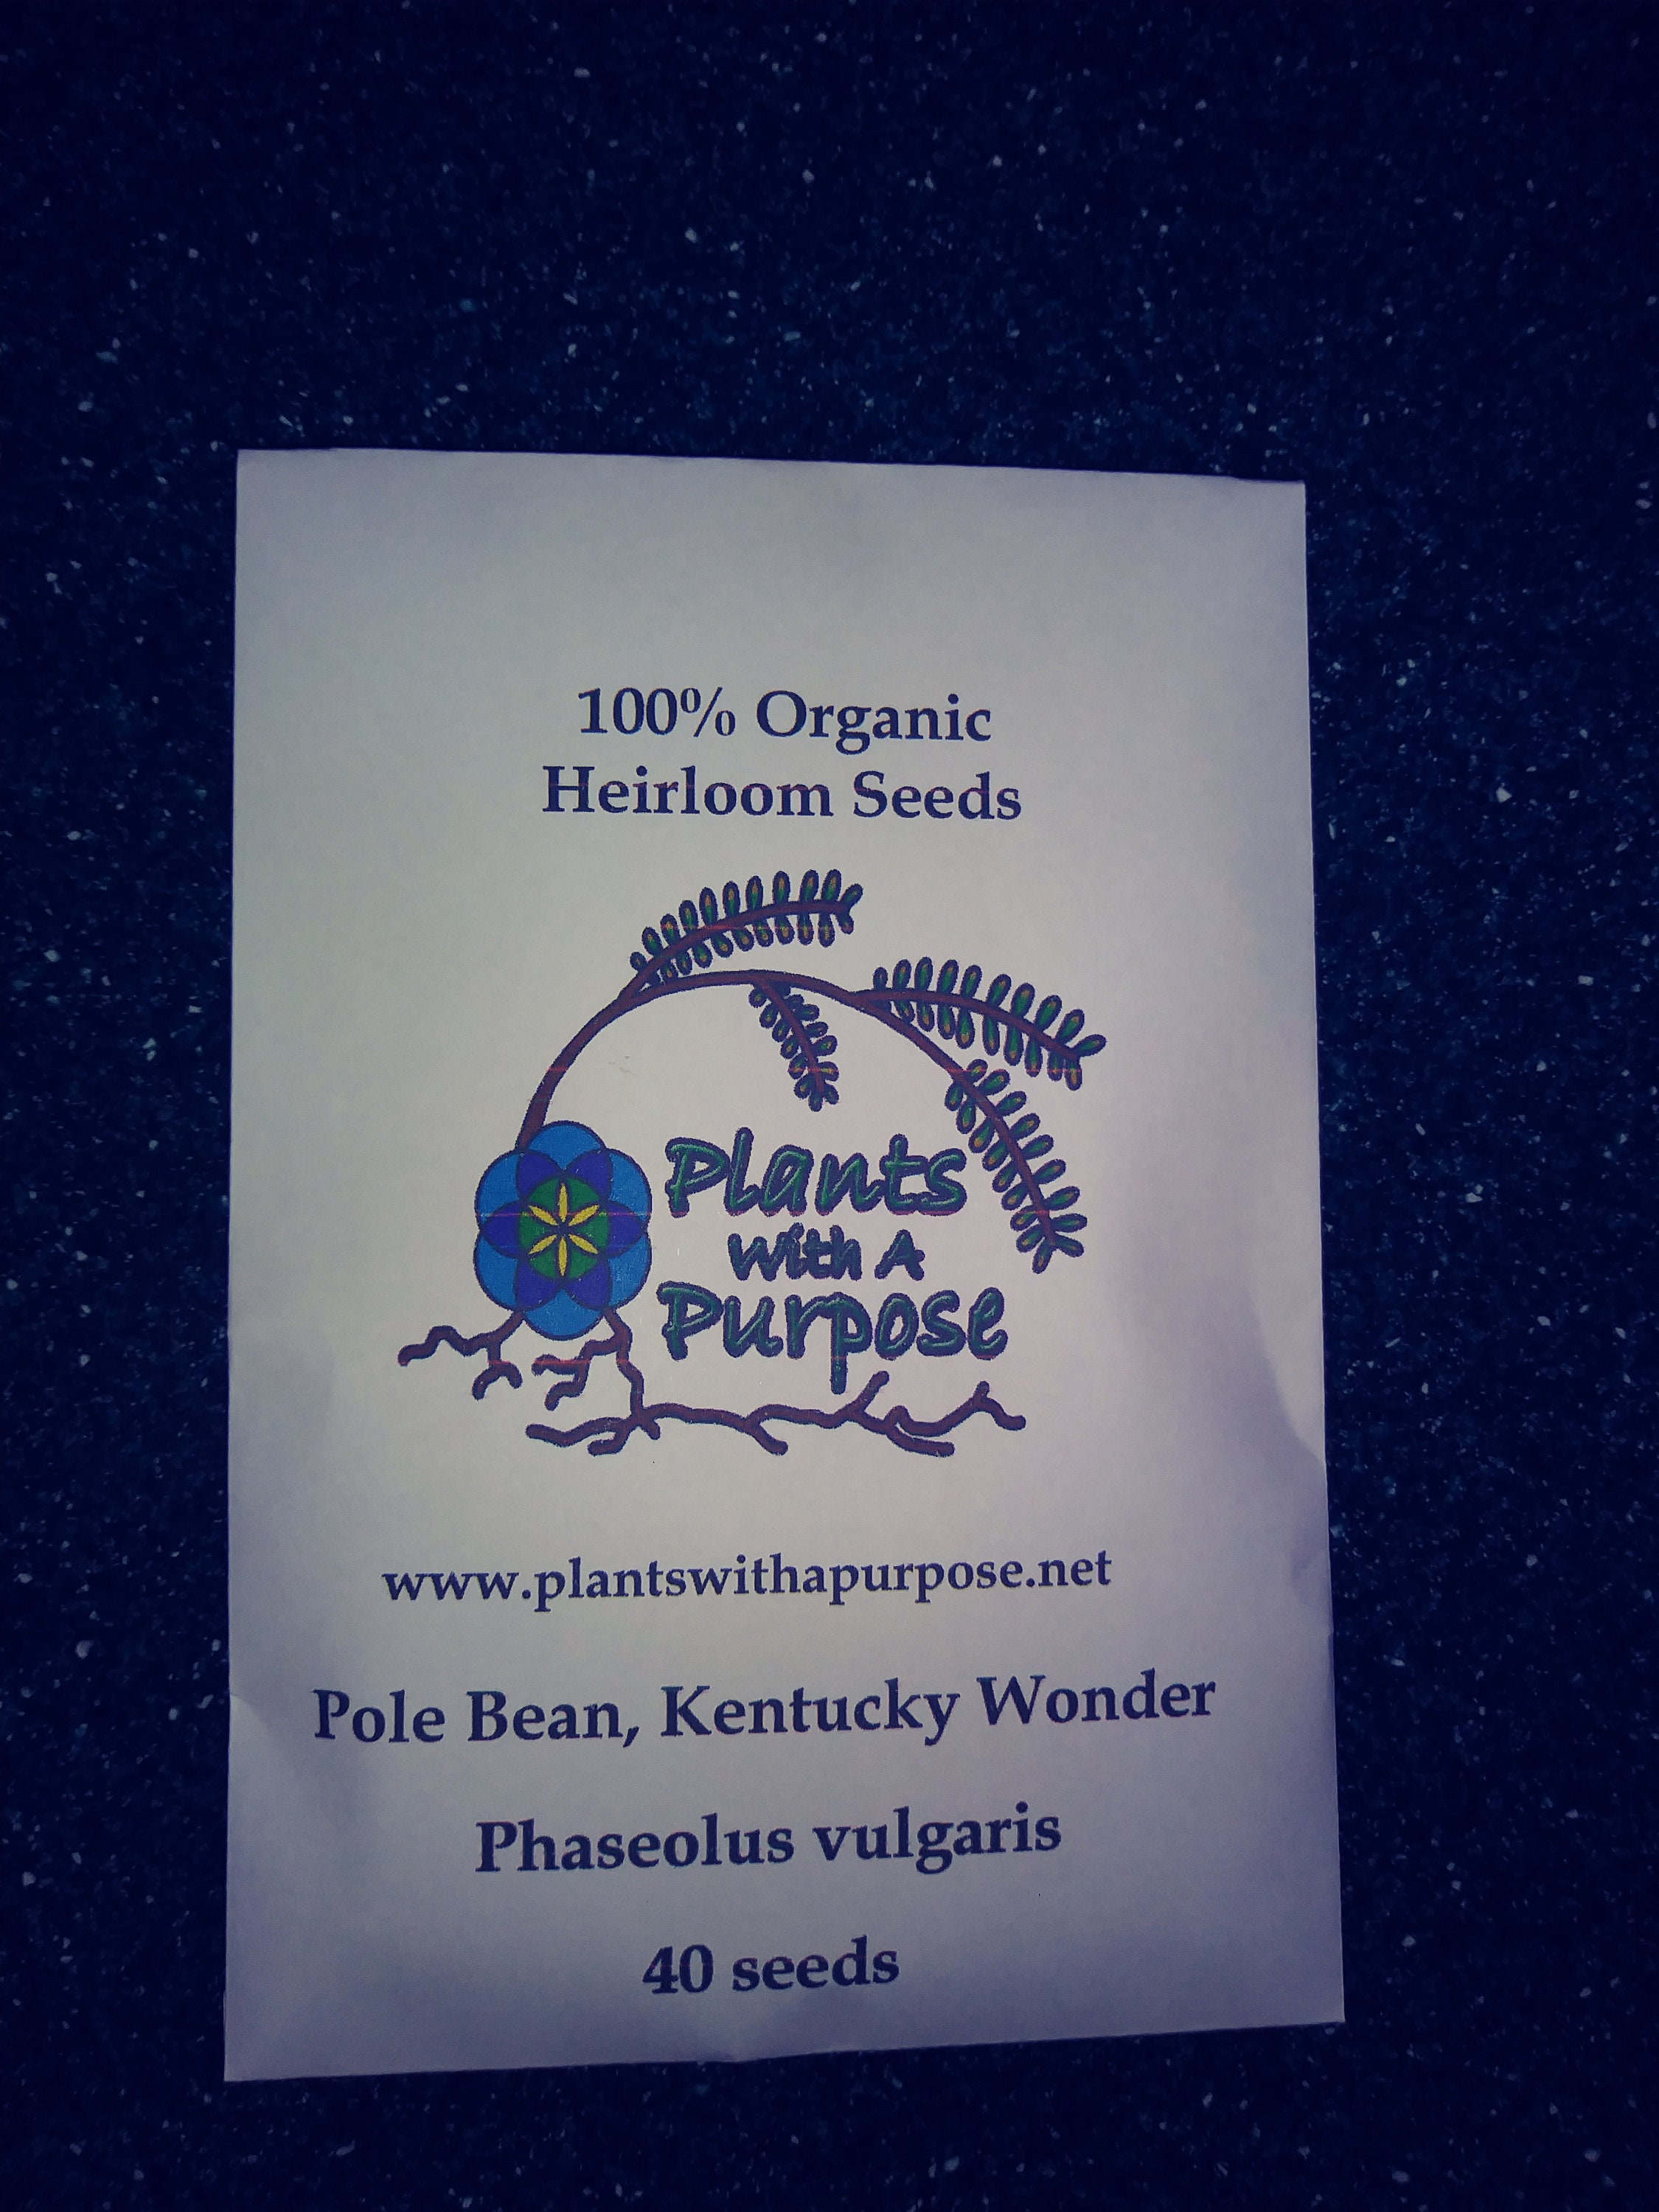 100% Organic
Heirloom Seeds
Plants
With A
Purpose
www.plantswithapurpose.net
Pole Bean, Kentucky Wonder
Phaseolus vulgaris
40 seeds